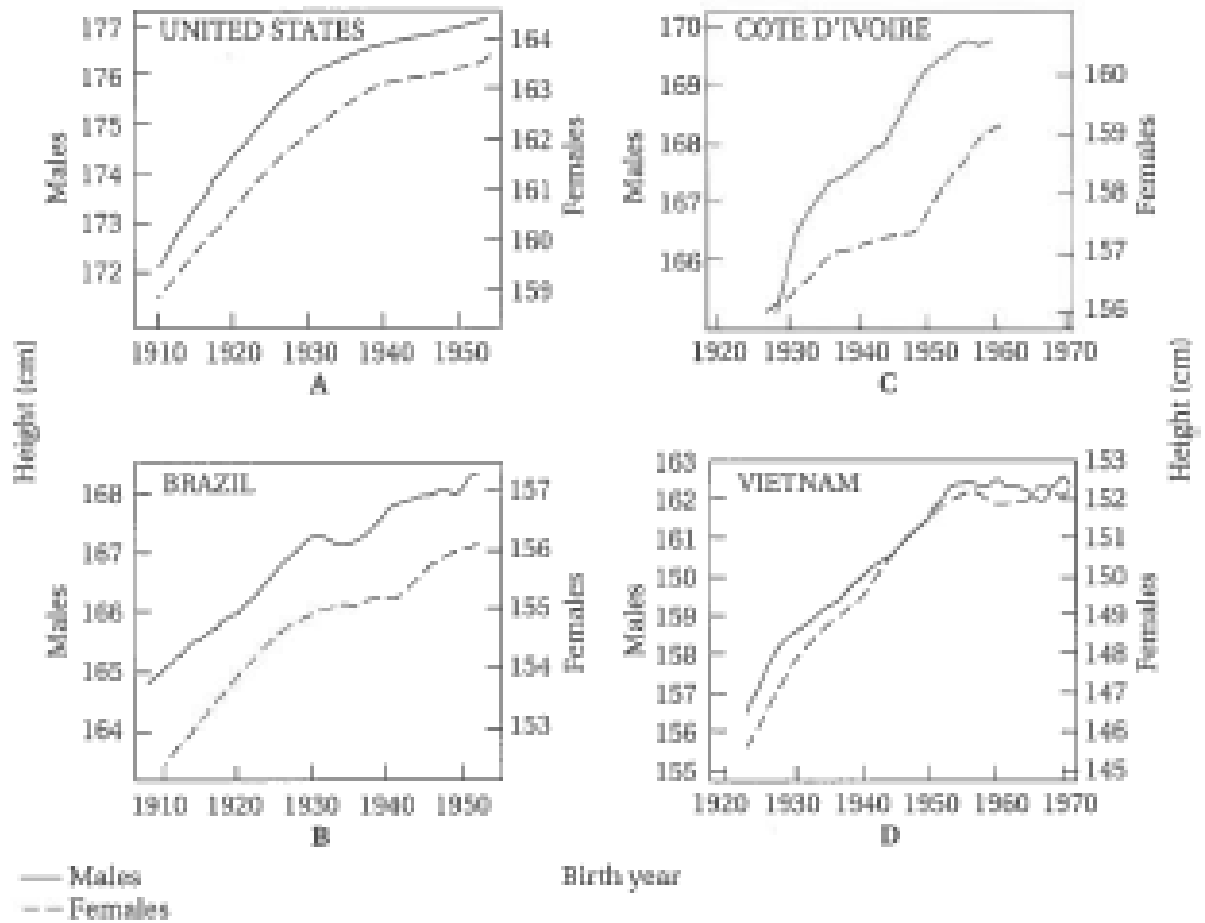 UNITED STATES
177
176
175
174
173
172
Males
164
163
162
161
160
159
Females
1910 1920 1930 1940 1950
A
COTE D'IVOIRE
170
169
168
167
166
Males
160
159
158
157
156
Females
1920 1930 1940 1950 1960 1970
C
Height (cm)
Height (cm)
BRAZIL
168
167
166
165
164
Males
157
156
155
154
153
Females
1910 1920 1930 1940 1950
B
VIETNAM
163
162
161
150
159
158
157
156
155
Males
153
152
151
150
149
148
147
146
145
Females
1920 1930 1940 1950 1960 1970
D
Males
Females
Birth year